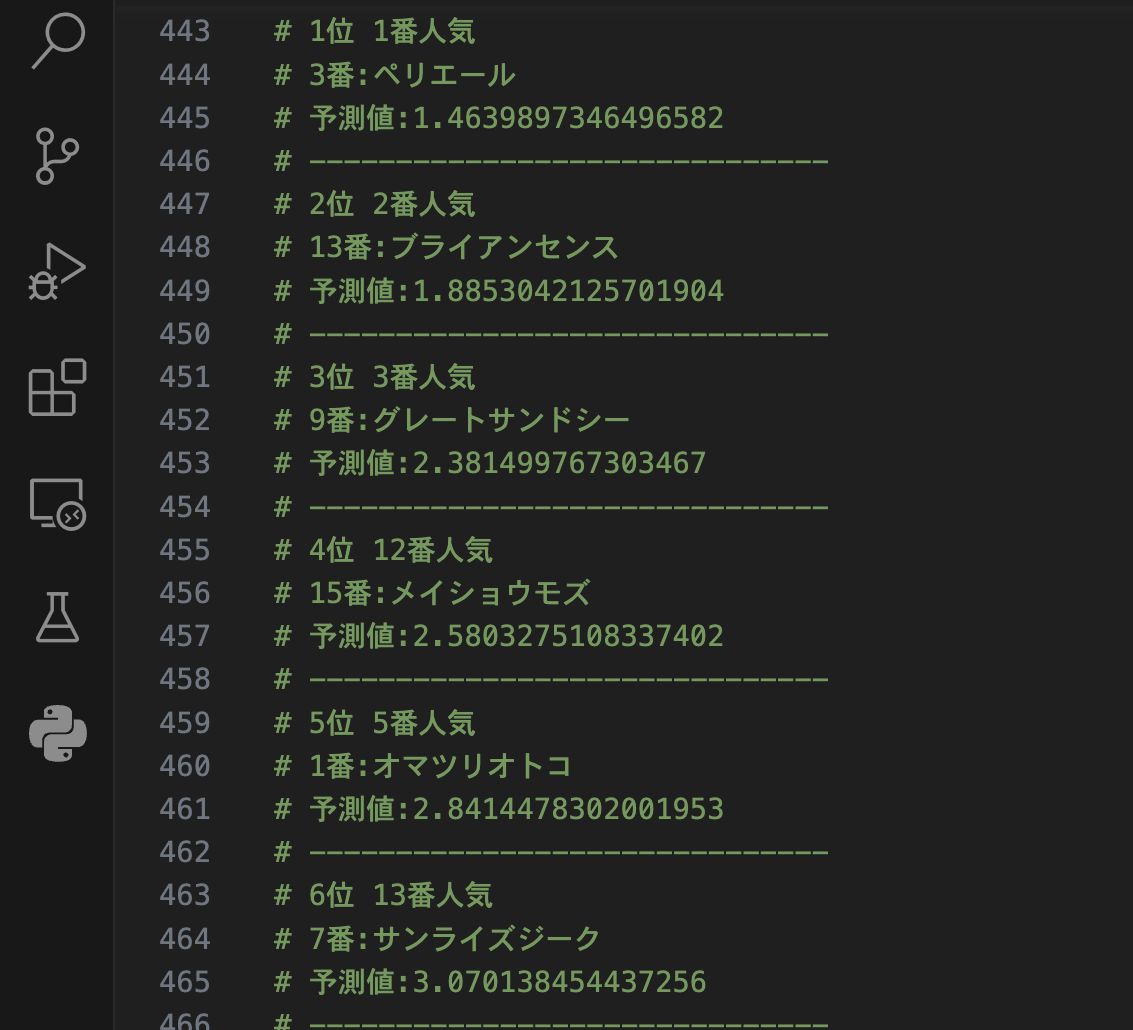 443 # 1位 1番人気
444 # 3番:ペリエール
445 # 予測値:1.4639897346496582
446 # ------------------------------
447 # 2位 2番人気
448 # 13番:ブライアンセンス
449 # 予測値:1.8853042125701904
450 # ------------------------------
451 # 3位 3番人気
452 # 9番:グレートサンドシー
453 # 予測値:2.381499767303467
454 # ------------------------------
455 # 4位 12番人気
456 # 15番:メイショウモズ
457 # 予測値:2.5803275108337402
458 # ------------------------------
459 # 5位 5番人気
460 # 1番:オマツリオトコ
461 # 予測値:2.8414478302001953
462 # ------------------------------
463 # 6位 13番人気
464 # 7番:サンライズジーク
465 # 予測値:3.070138454437256
466 # ------------------------------